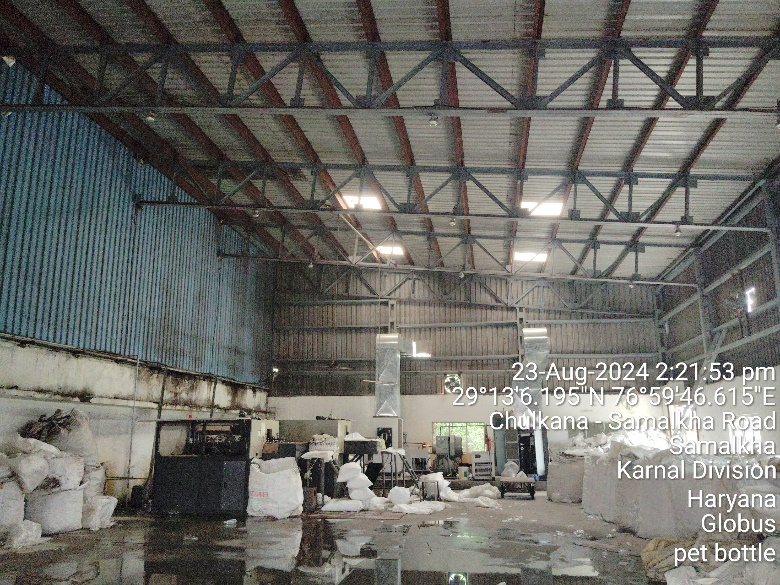 23-Aug-2024 2:21:53 pm
29°13'6.195"N 76°59'46.615"E
Chulkana - Samalkha Road
Samalkha
Karnal Division
Haryana
Globus
pet bottle